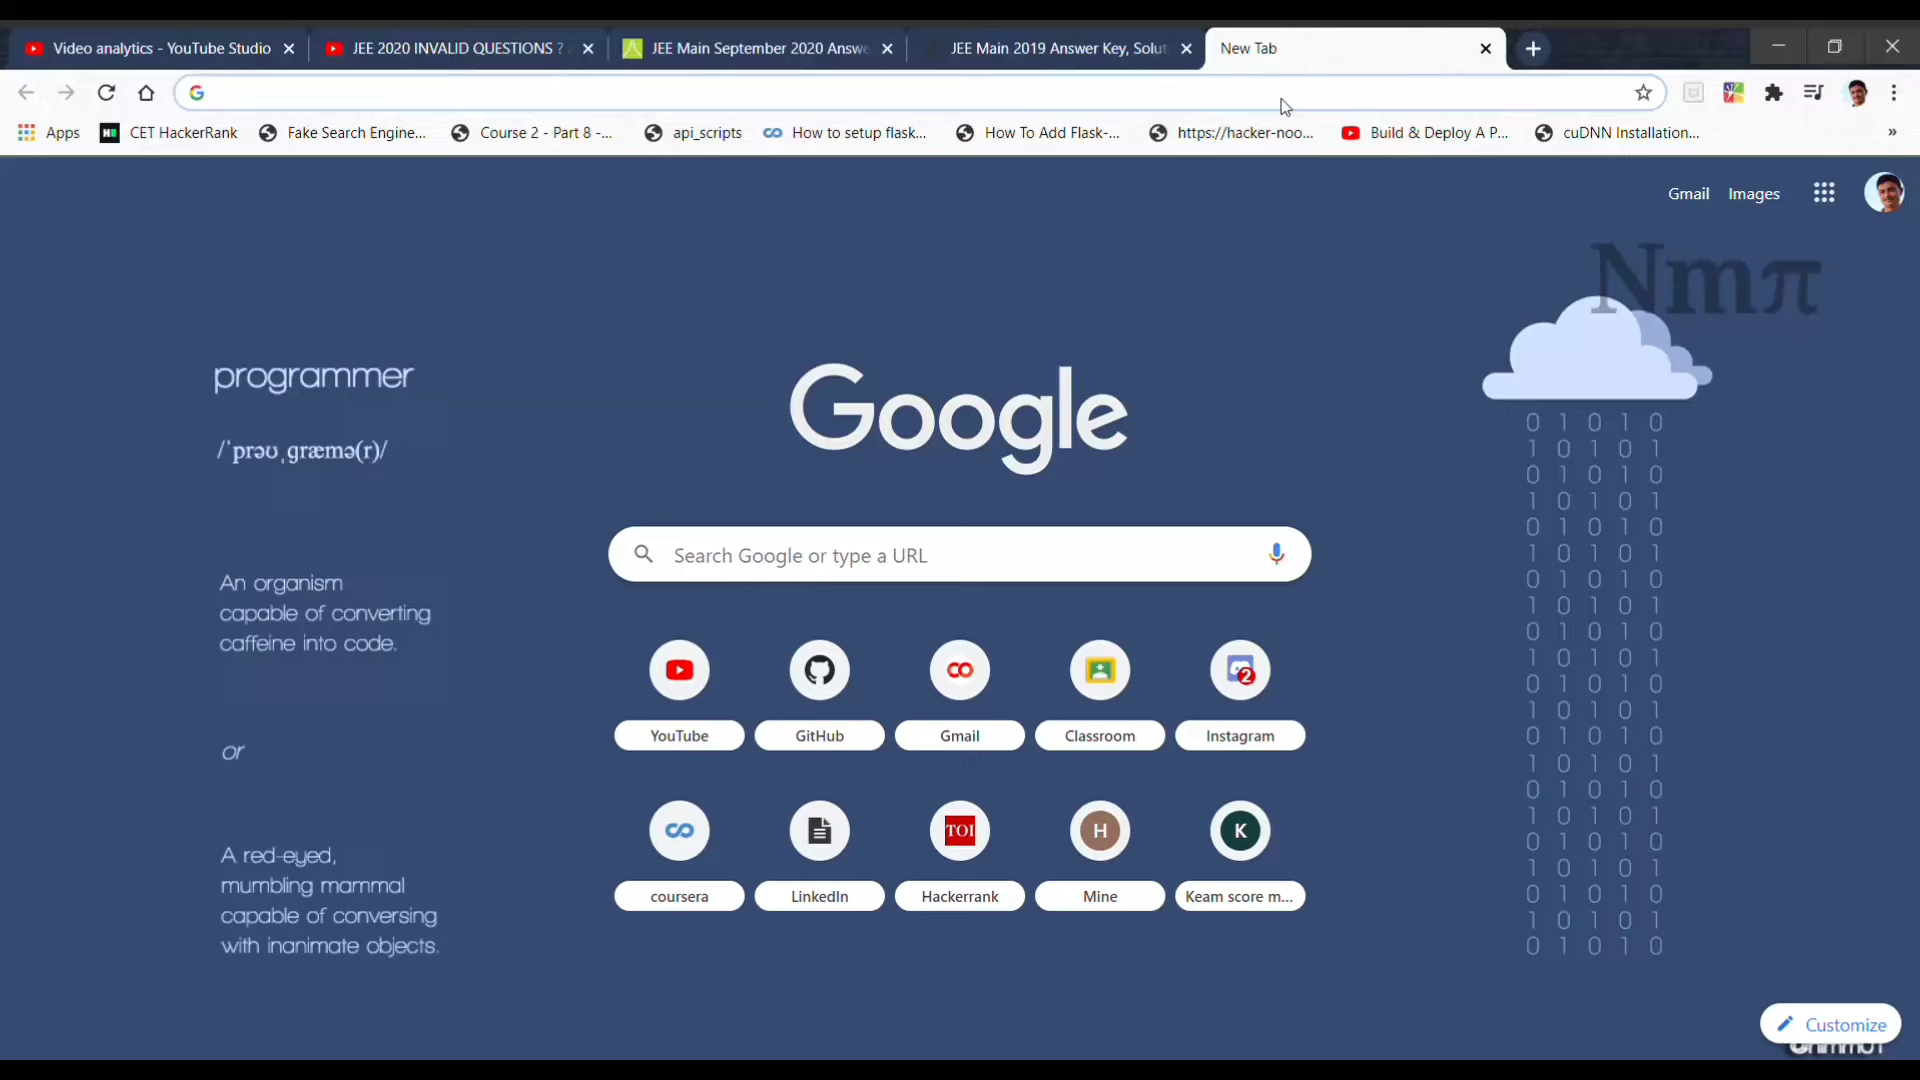 Video analytics - YouTube Studio
JEE 2020 INVALID QUESTIONS ?
JEE Main September 2020 Answe
JEE Main 2019 Answer Key, Solut
New Tab
Apps
CET HackerRank
Fake Search Engine...
Course 2 - Part 8 -...
api_scripts
How to setup flask...
How To Add Flask-...
https://hacker-noo...
Build & Deploy A P...
cuDNN Installation...
»
Gmail
Images
Nmπ
programmer
/ˈprəʊˌɡræmə(r)/
An organism
capable of converting
caffeine into code.
or
A red-eyed,
mumbling mammal
capable of conversing
with inanimate objects.
Google
Search Google or type a URL
2
YouTube
GitHub
Gmail
Classroom
Instagram
TOI
H
K
coursera
LinkedIn
Hackerrank
Mine
Keam score m...
0 1 0 1 0
1 0 1 0 1
0 1 0 1 0
1 0 1 0 1
0 1 0 1 0
1 0 1 0 1
0 1 0 1 0
1 0 1 0 1
0 1 0 1 0
1 0 1 0 1
0 1 0 1 0
1 0 1 0 1
0 1 0 1 0
1 0 1 0 1
0 1 0 1 0
1 0 1 0 1
0 1 0 1 0
1 0 1 0 1
0 1 0 1 0
1 0 1 0 1
0 1 0 1 0
Customize